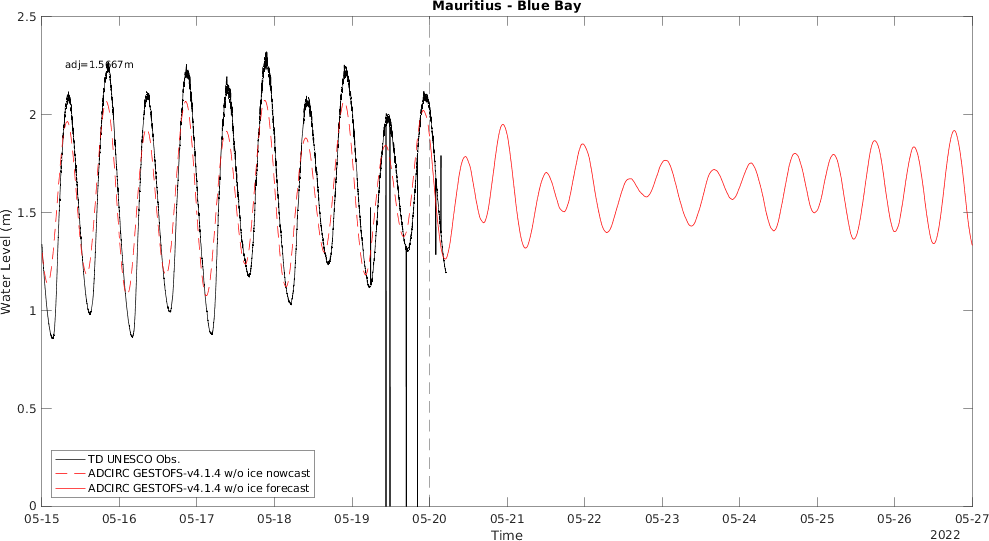 Mauritius - Blue Bay
2.5
adj=1.5667m
2
1.5
Water Level (m)
1
0.5
TD UNESCO Obs.
ADCIRC GESTOFS-v4.1.4 w/o ice nowcast
ADCIRC GESTOFS-v4.1.4 w/o ice forecast
0
05-15 05-16 05-17 05-18 05-19 05-20 05-21 05-22 05-23 05-24 05-25 05-26 05-27
Time
2022